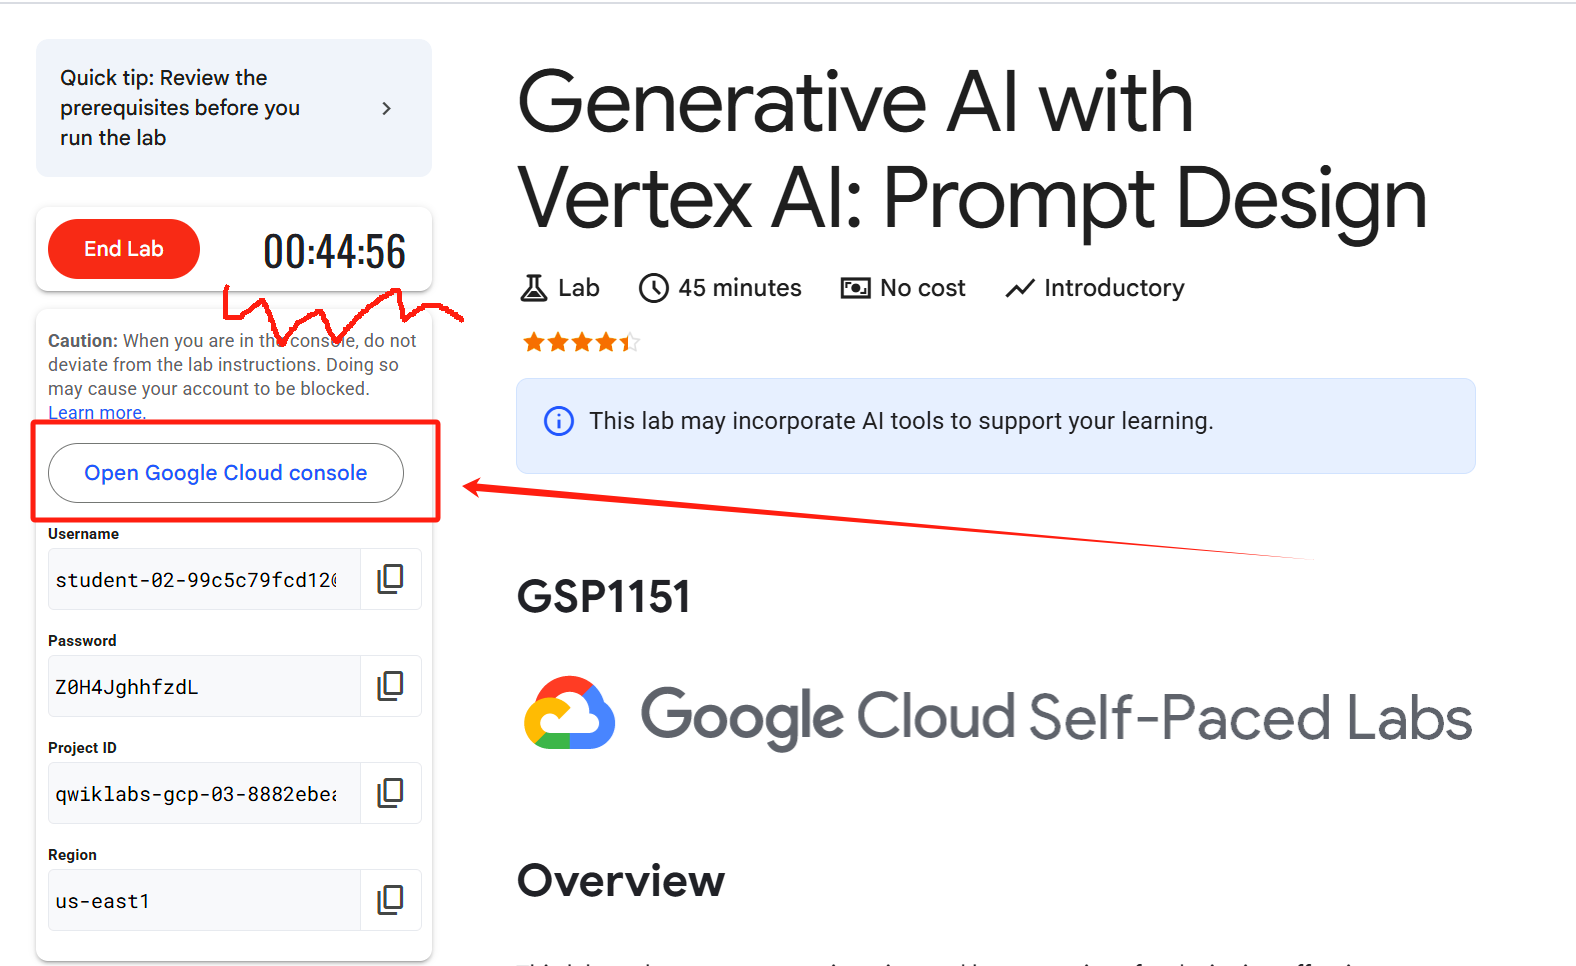 Quick tip: Review the
prerequisites before you
run the lab
End Lab
00:44:56
Caution: When you are in the console, do not
deviate from the lab instructions. Doing so
may cause your account to be blocked.
Learn more.
Open Google Cloud console
Username
student-02-99c5c79fcd120
Password
Z0H4JghhfzdL
Project ID
qwiklabs-gcp-03-8882ebea
Region
us-east1
Generative AI with
Vertex AI: Prompt Design
Lab
45 minutes
No cost
Introductory
This lab may incorporate AI tools to support your learning.
GSP1151
Google Cloud Self-Paced Labs
Overview